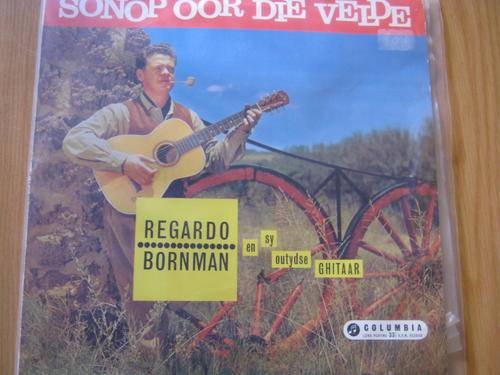 SONOP OOR DIE VELDE
REGARDO
BORNMAN
en sy
outydse GHITAAR
COLUMBIA